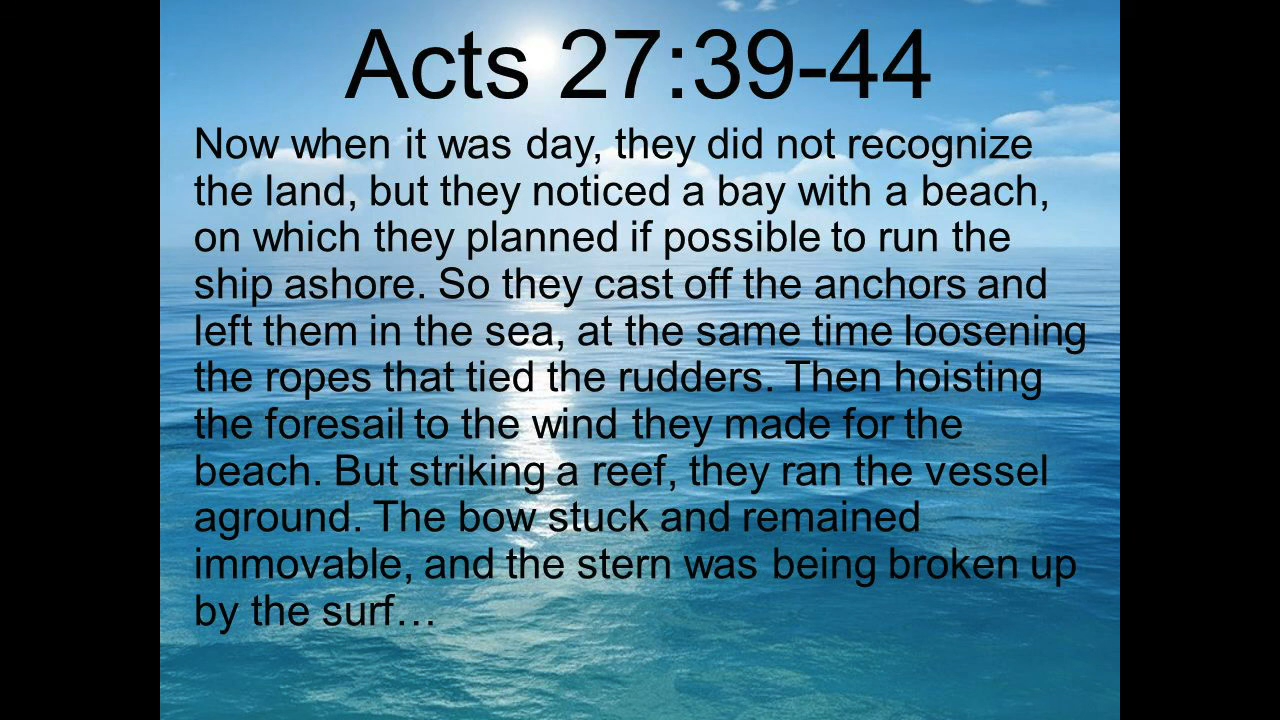 Acts 27:39-44
Now when it was day, they did not recognize
the land, but they noticed a bay with a beach,
on which they planned if possible to run the
ship ashore. So they cast off the anchors and
left them in the sea, at the same time loosening
the ropes that tied the rudders. Then hoisting
the foresail to the wind they made for the
beach. But striking a reef, they ran the vessel
aground. The bow stuck and remained
immovable, and the stern was being broken up
by the surf…